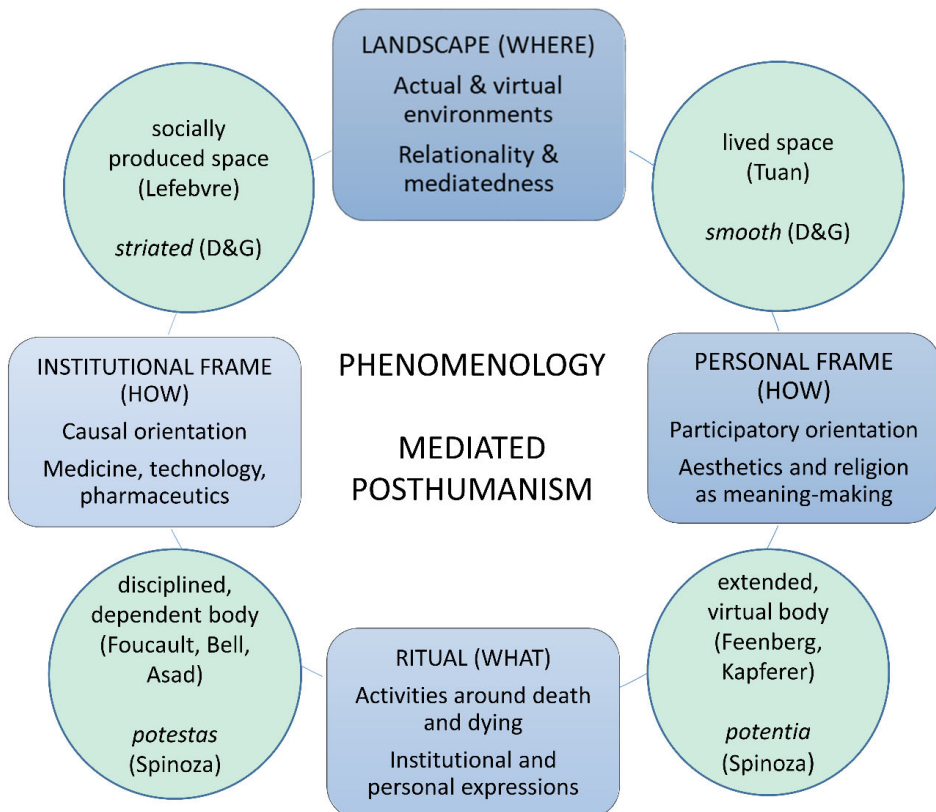 LANDSCAPE (WHERE)
Actual & virtual
environments
Relationality &
mediatedness
socially
produced space
(Lefebvre)
striated (D&G)
lived space
(Tuan)
smooth (D&G)
INSTITUTIONAL FRAME
(HOW)
Causal orientation
Medicine, technology,
pharmaceutics
PHENOMENOLOGY
MEDIATED
POSTHUMANISM
PERSONAL FRAME
(HOW)
Participatory orientation
Aesthetics and religion
as meaning-making
disciplined,
dependent body
(Foucault, Bell,
Asad)
potestas
(Spinoza)
RITUAL (WHAT)
Activities around death
and dying
Institutional and
personal expressions
extended,
virtual body
(Feenberg,
Kapferer)
potentia
(Spinoza)